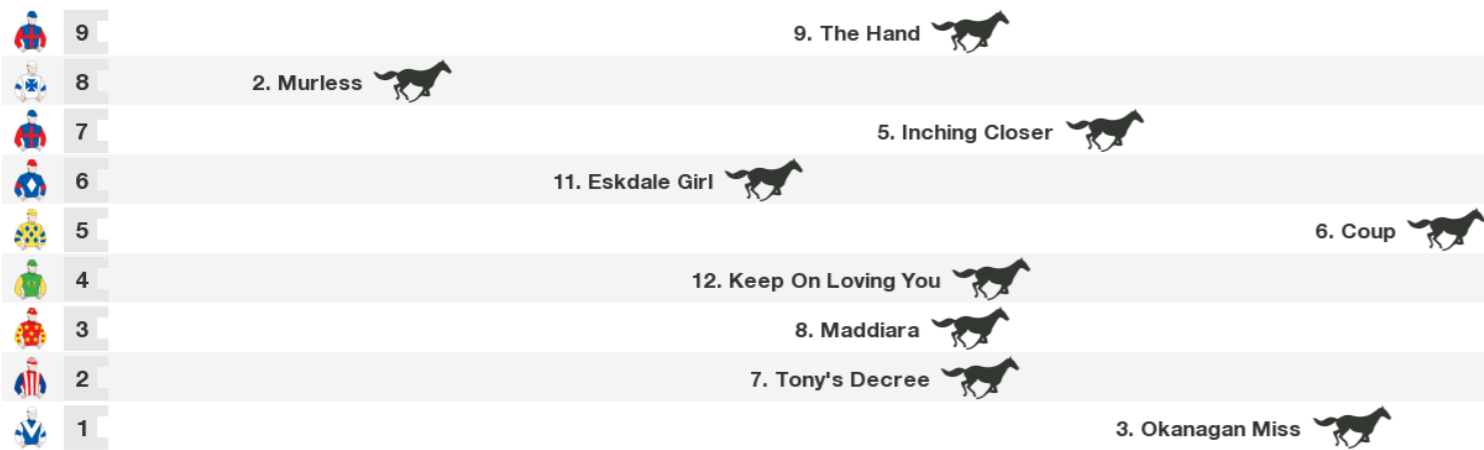 9 9. The Hand
8 2. Murless
7 5. Inching Closer
6 11. Eskdale Girl
5 6. Coup
4 12. Keep On Loving You
3 8. Maddiara
2 7. Tony's Decree
1 3. Okanagan Miss